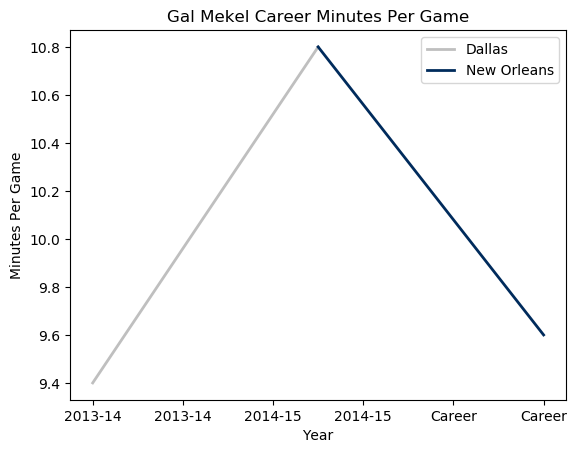 Gal Mekel Career Minutes Per Game
Dallas
New Orleans
10.8
10.6
10.4
10.2
10.0
9.8
9.6
9.4
Minutes Per Game
2013-14 2013-14 2014-15 2014-15 Career Career
Year